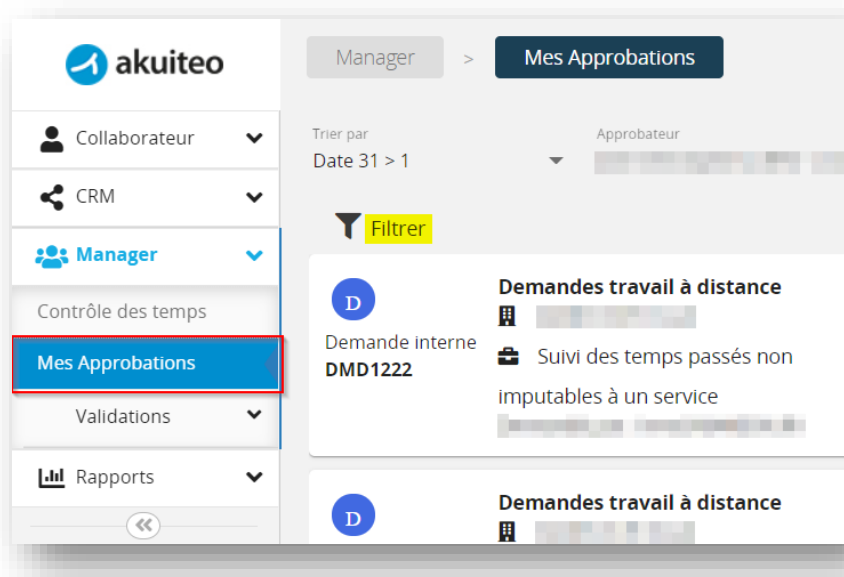 akuiteo
Manager > Mes Approbations
Collaborateur
CRM
Manager
Contrôle des temps
Mes Approbations
Validations
Rapports
Trier par
Date 31 > 1
Approbateur
Filtrer
D
Demande interne
DMD1222
Demandes travail à distance
Suivi des temps passés non
imputables à un service
D
Demandes travail à distance